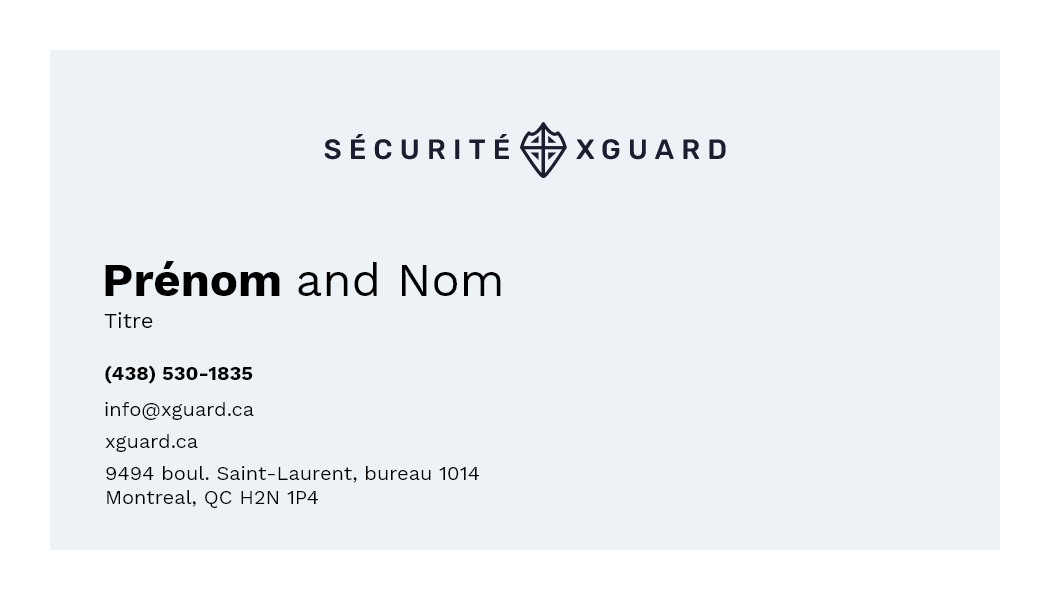 SÉCURITÉ XGUARD
Prénom and Nom
Titre
(438) 530-1835
info@xguard.ca
xguard.ca
9494 boul. Saint-Laurent, bureau 1014
Montreal, QC H2N 1P4